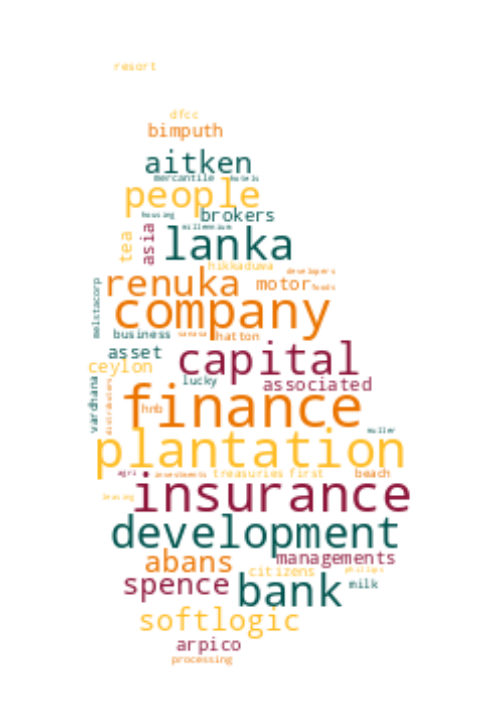 resort
dfcc
bimputh
aitken
mercantile hotels
people
housing brokers
millennium
tea asia lanka
hikkaduwa
developers
renuka motor foods
melstacorp company
business sanasa hatton
asset capital
ceylon
lucky associated
vardhana distributors finance
hnb
muller
plantation
agri investments treasuries first beach
leasing insurance
development
abans managements
citizens phillips
spence bank milk
softlogic
arpico
processing